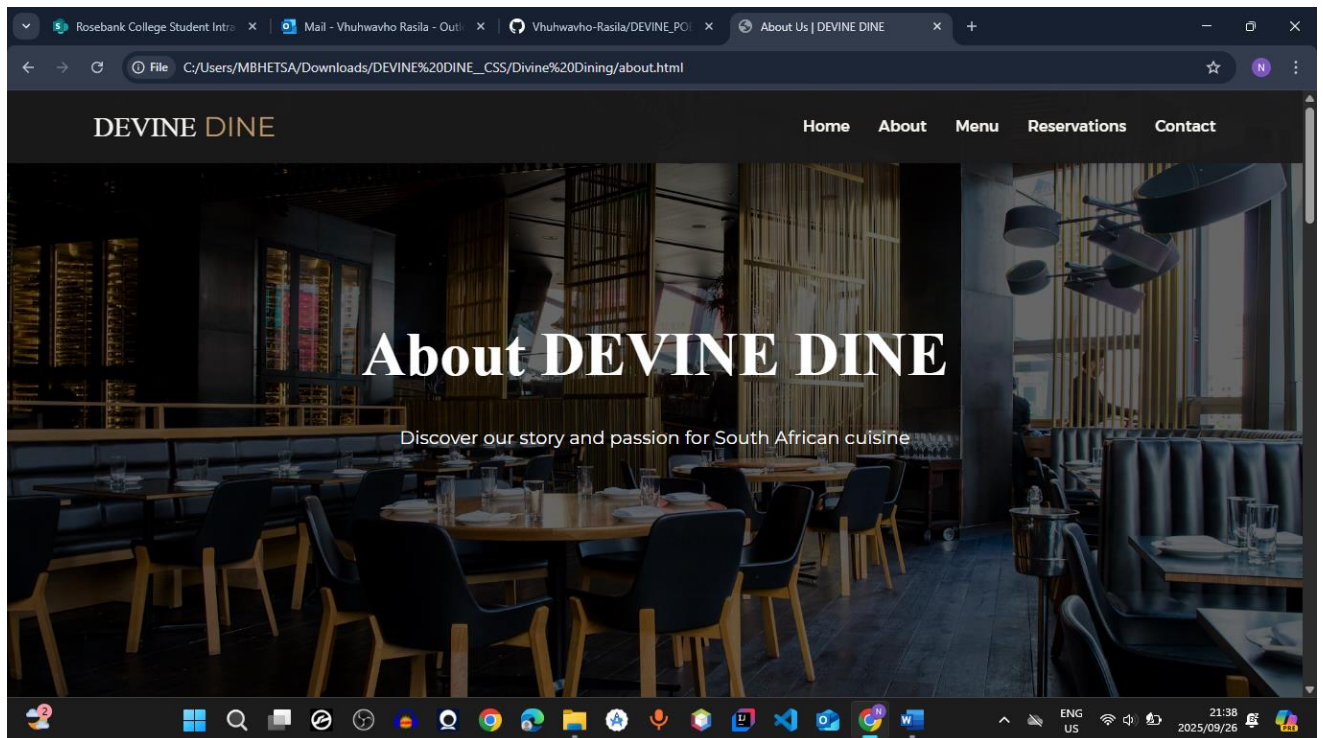 Rosebank College Student Intra
Mail - Vhuhwavho Rasila - Outl
Vhuhwavho-Rasila/DEVINE_POE
About Us | DEVINE DINE
File C:/Users/MBHETSA/Downloads/DEVINE%20DINE__CSS/Divine%20Dining/about.html
N
DEVINE DINE
Home About Menu Reservations Contact
About DEVINE DINE
Discover our story and passion for South African cuisine
2
ENG
US
21:38
2025/09/26